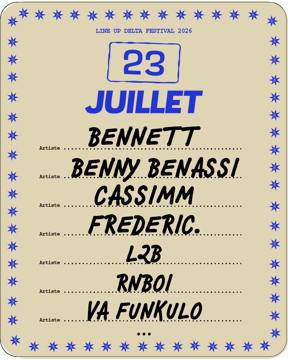 LINE UP DELTA FESTIVAL 2026
23
JUILLET
Artiste BENNETT
Artiste BENNY BENASSI
Artiste CASSIMM
Artiste FREDERIC.
Artiste L2B
Artiste RNBOI
Artiste VA FUNKULO
...